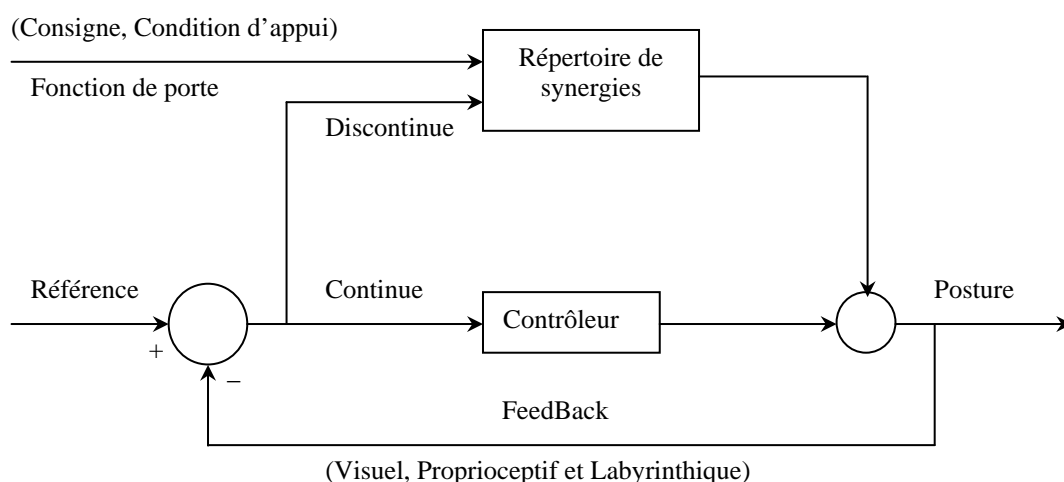 (Consigne, Condition d’appui)
Fonction de porte
Répertoire de
synergies
Discontinue
Référence
Continue
Contrôleur
Posture
+
−
FeedBack
(Visuel, Proprioceptif et Labyrinthique)